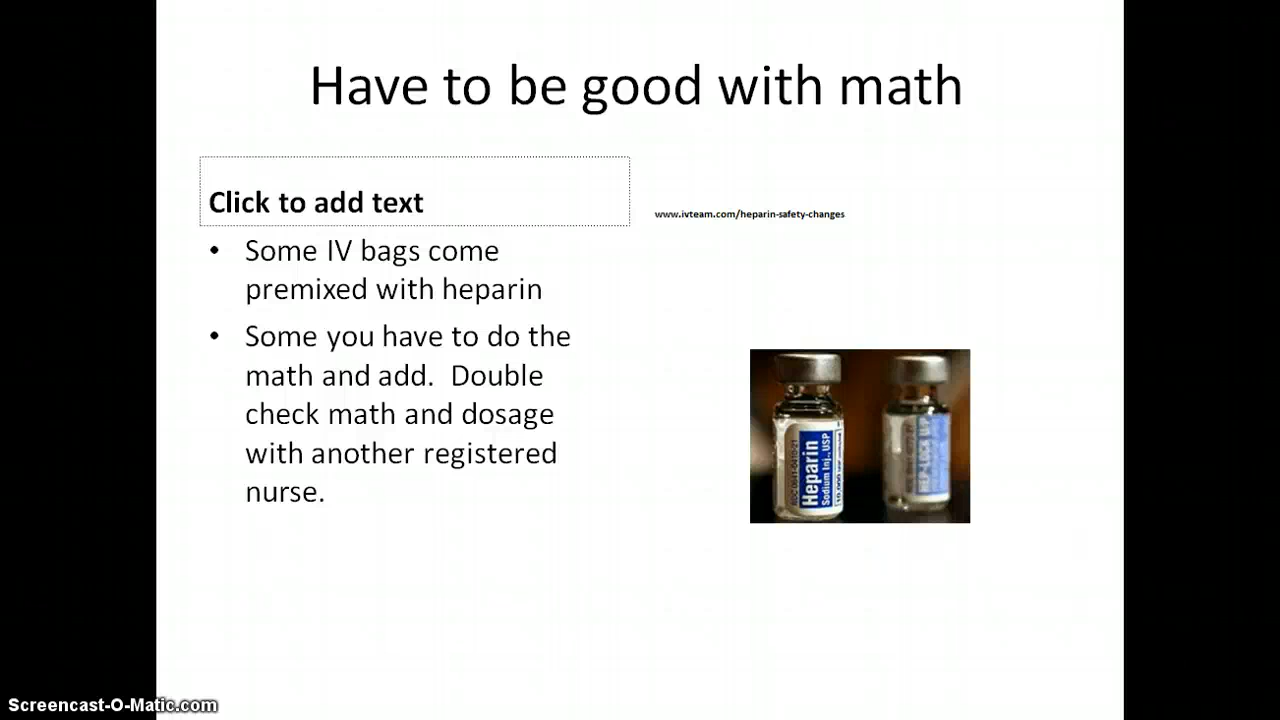 Have to be good with math
Click to add text
www.ivteam.com/heparin-safety-changes
• Some IV bags come
premixed with heparin
• Some you have to do the
math and add.  Double
check math and dosage
with another registered
nurse.
Heparin
Sodium Inj., USP
Screencast-O-Matic.com